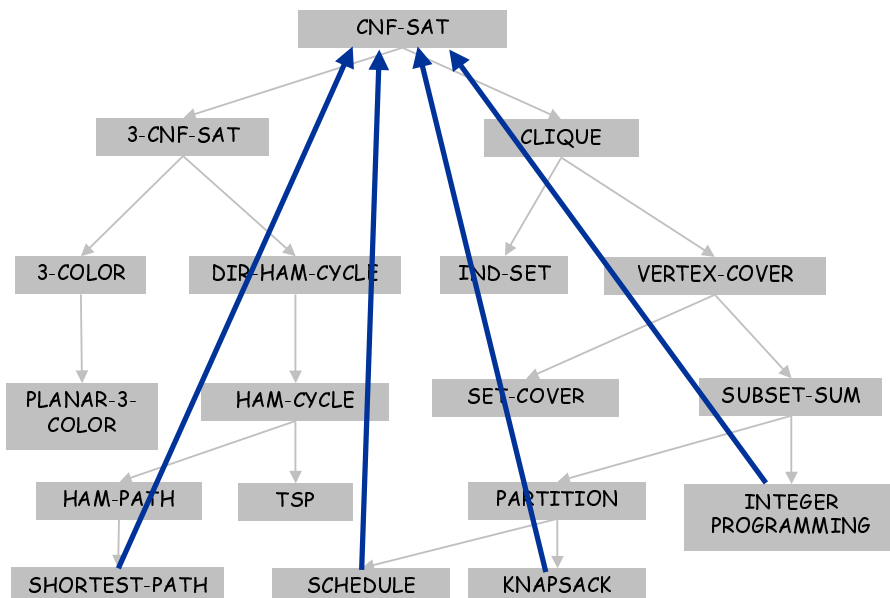 CNF-SAT
3-CNF-SAT
CLIQUE
3-COLOR
DIR-HAM-CYCLE
IND-SET
VERTEX-COVER
PLANAR-3-
COLOR
HAM-CYCLE
SET-COVER
SUBSET-SUM
HAM-PATH
TSP
PARTITION
INTEGER
PROGRAMMING
SHORTEST-PATH
SCHEDULE
KNAPSACK